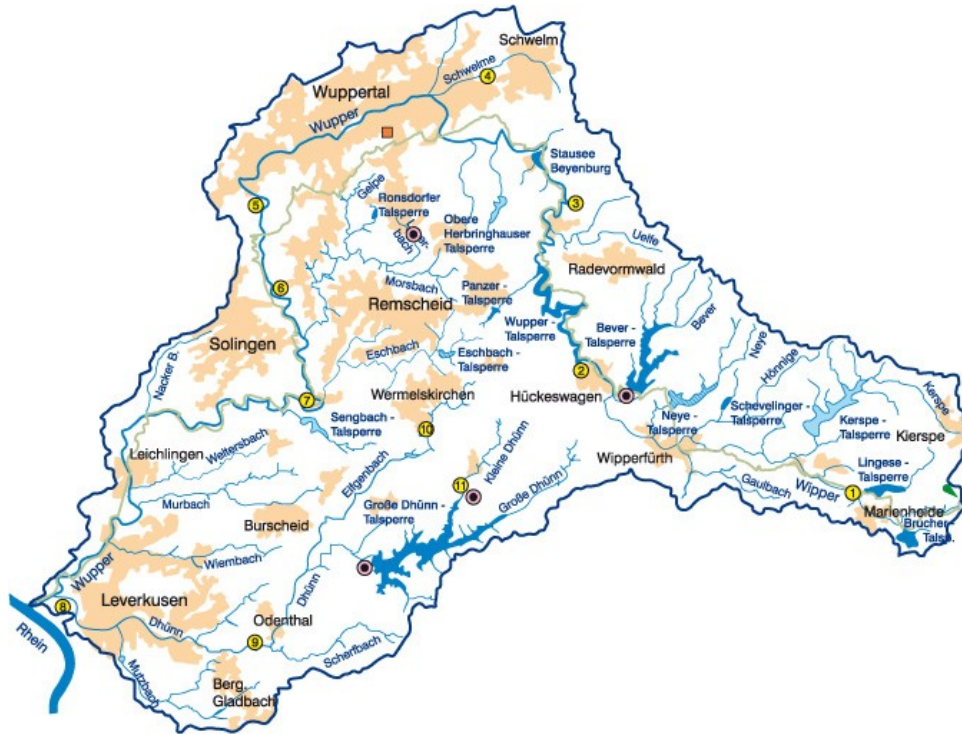 Schwelm
Schwelme
4
Wuppertal
Wupper
Stausee
Beyenburg
Gelpe
5
Ronsdorfer
Talsperre
3
Obere
Herbringhauser
Talsperre
bach
Uelfe
Radevormwald
Morsbach
Panzer -
Talsperre
6
Remscheid
Wupper -
Talsperre
Bever -
Talsperre
Bever
Solingen
Eschbach
Eschbach -
Talsperre
Neye
Hönnige
Nacker B.
2
Wermelskirchen
Hückeswagen
7
Sengbach -
Talsperre
10
Neye -
Talsperre
Schevelinger -
Talsperre
Kerspe
Kerspe -
Talsperre
Kierspe
Leichlingen
Weltersbach
Wipperfürth
Lingese -
Talsperre
Eifgenbach
Kleine Dhünn
11
Große Dhünn
Gaulbach
Wipper
1
Murbach
Große Dhünn -
Talsperre
Marienheide
Brucher
Talsp.
Burscheid
Wupper
Wiembach
Dhünn
Leverkusen
8
Dhünn
Odenthal
9
Rhein
Scherfbach
Mutzbach
Berg.
Gladbach